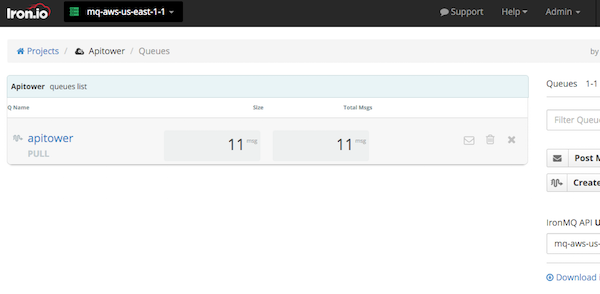 Iron.io mq-aws-us-east-1-1 Support Help Admin
Projects / Apitower / Queues by
Apitower queues list
Queues 1-1
Q Name Size Total Msgs
Filter Queue
apitower 11 msg 11 msg
PULL
Post M
Create
IronMQ API U
mq-aws-us-
Download